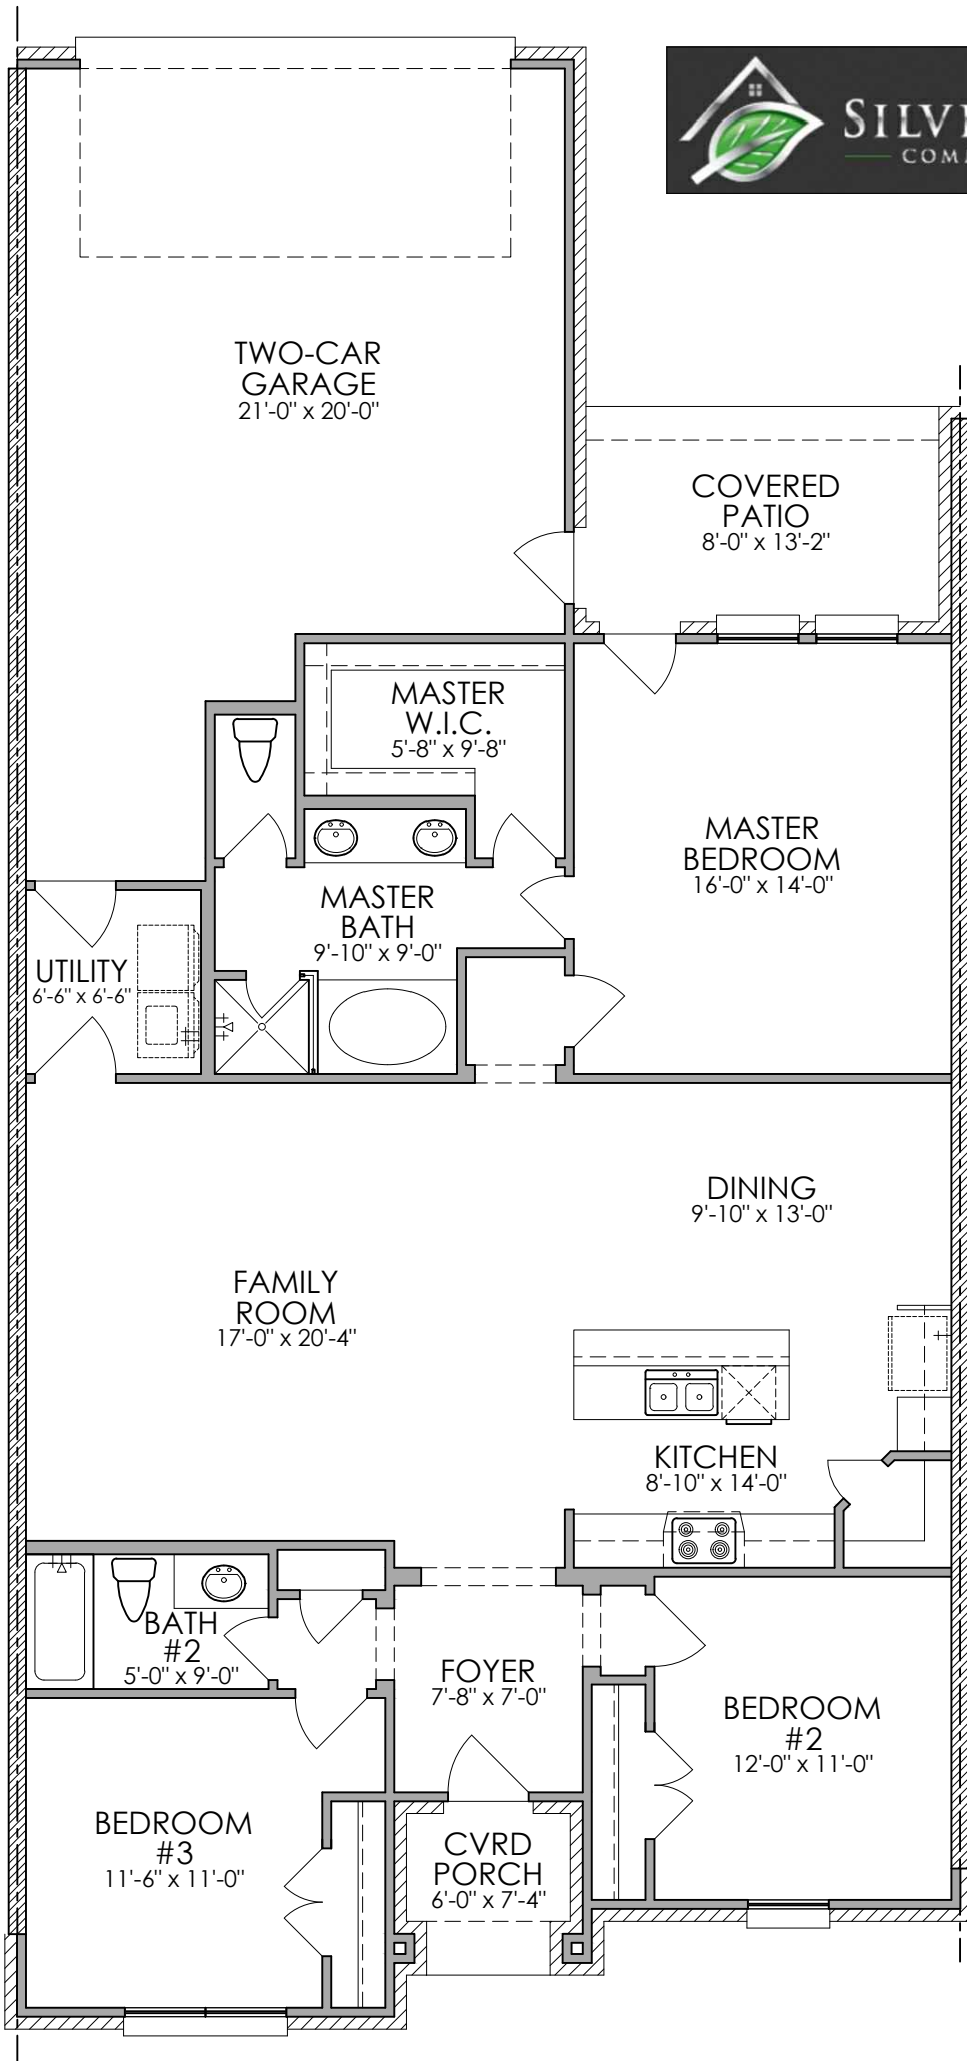 TWO-CAR
GARAGE
21'-0" x 20'-0"
COVERED
PATIO
8'-0" x 13'-2"
MASTER
W.I.C.
5'-8" x 9'-8"
MASTER
BEDROOM
16'-0" x 14'-0"
MASTER
BATH
9'-10" x 9'-0"
UTILITY
6'-6" x 6'-6"
DINING
9'-10" x 13'-0"
FAMILY
ROOM
17'-0" x 20'-4"
KITCHEN
8'-10" x 14'-0"
BATH
#2
5'-0" x 9'-0"
FOYER
7'-8" x 7'-0"
BEDROOM
#2
12'-0" x 11'-0"
BEDROOM
#3
11'-6" x 11'-0"
CVRD
PORCH
6'-0" x 7'-4"